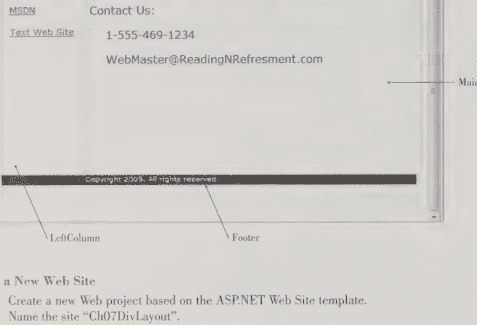 MSDN
Contact Us:
Text Web Site
1-555-469-1234
WebMaster@ReadingNRefresment.com
Main
Copyright 2005. All rights reserved.
LeftColumn
Footer
a New Web Site
Create a new Web project based on the ASP.NET Web Site template.
Name the site “Ch07DivLayout”.